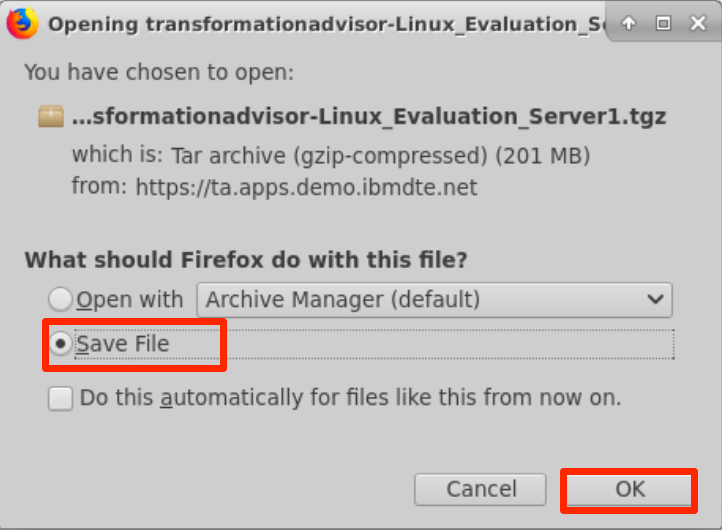 Opening transformationadvisor-Linux_Evaluation_Se
You have chosen to open:
...sformationadvisor-Linux_Evaluation_Server1.tgz
which is: Tar archive (gzip-compressed) (201 MB)
from: https://ta.apps.demo.ibmdte.net
What should Firefox do with this file?
Open with Archive Manager (default)
Save File
Do this automatically for files like this from now on.
Cancel OK